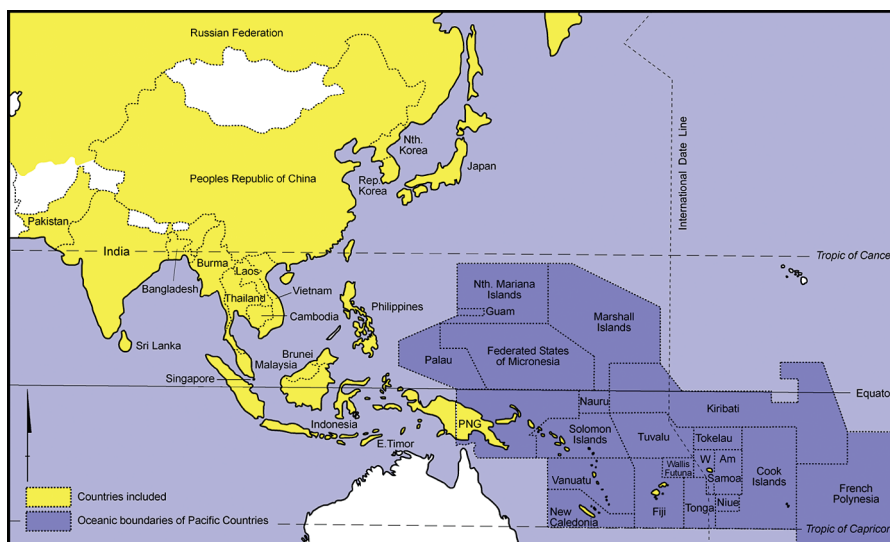 Russian Federation
Nth.
Korea
Rep.
Korea
Japan
Peoples Republic of China
International Date Line
Pakistan
India
Burma
Laos
Bangladesh
Thailand
Vietnam
Cambodia
Philippines
Sri Lanka
Malaysia
Brunei
Singapore
Indonesia
E.Timor
PNG
Tropic of Cance
Nth. Mariana
Islands
Guam
Marshall
Islands
Palau
Federated States
of Micronesia
Equato
Nauru
Kiribati
Solomon
Islands
Tuvalu
Tokelau
Wallis
Futuna
W
Am
Samoa
Cook
Islands
Vanuatu
French
Polynesia
New
Caledonia
Fiji
Tonga
Niue
Tropic of Caprico
Countries included
Oceanic boundaries of Pacific Countries